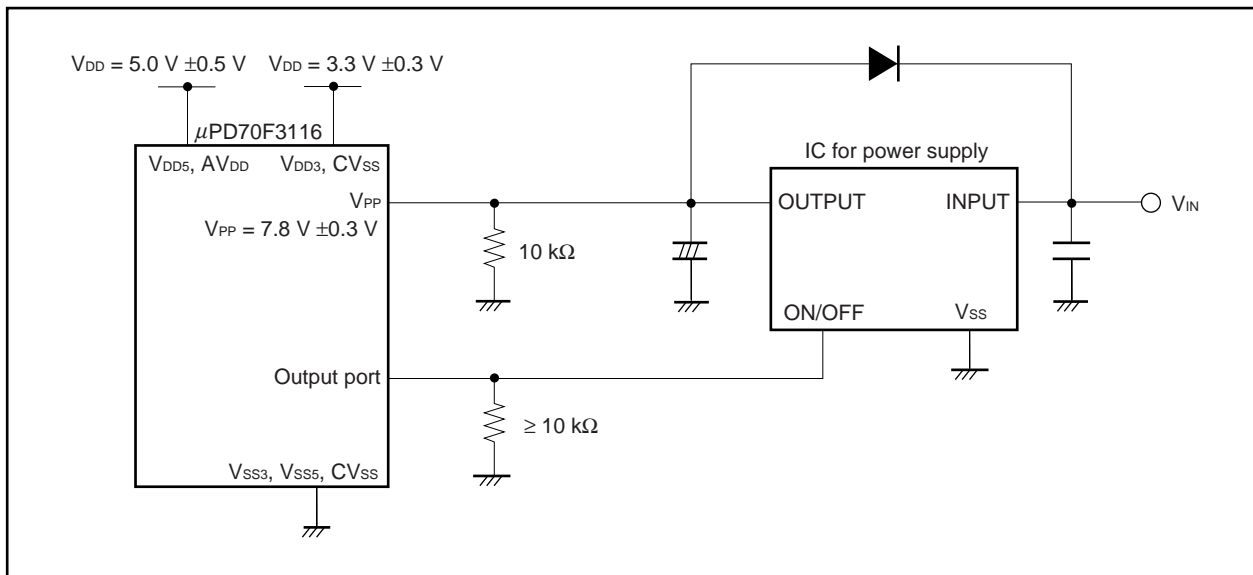 VDD = 5.0 V ±0.5 V
VDD = 3.3 V ±0.3 V
μPD70F3116
VDD5, AVDD
VDD3, CVSS
VPP
VPP = 7.8 V ±0.3 V
10 kΩ
IC for power supply
OUTPUT
INPUT
VIN
ON/OFF
VSS
Output port
≥ 10 kΩ
VSS3, VSS5, CVSS